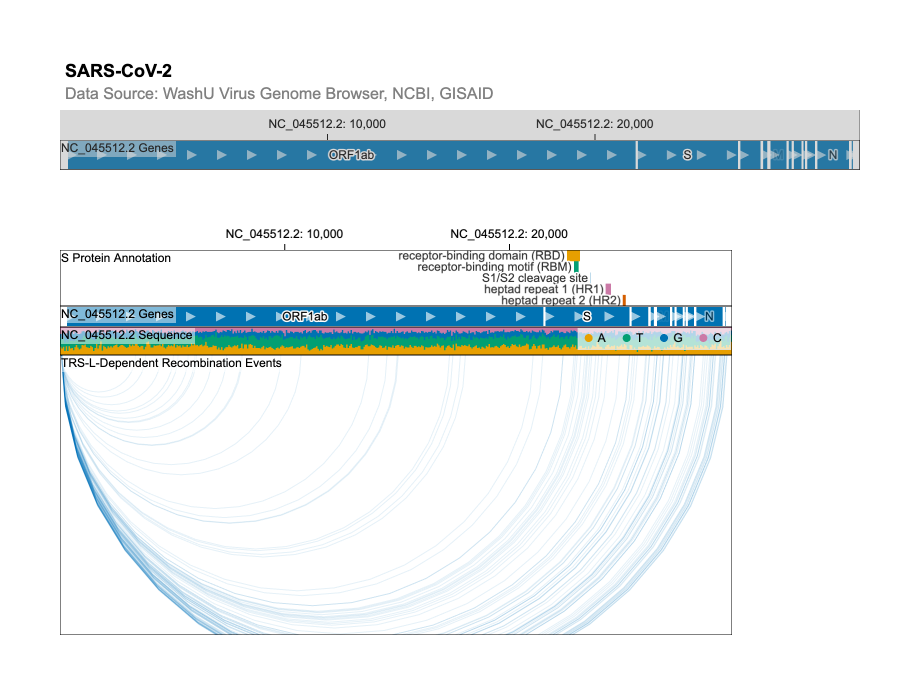 SARS-CoV-2
Data Source: WashU Virus Genome Browser, NCBI, GISAID
NC_045512.2: 10,000 NC_045512.2: 20,000
NC_045512.2 Genes ORF1ab S N
NC_045512.2: 10,000 NC_045512.2: 20,000
S Protein Annotation
receptor-binding domain (RBD)
receptor-binding motif (RBM)
S1/S2 cleavage site
heptad repeat 1 (HR1)
heptad repeat 2 (HR2)
NC_045512.2 Genes ORF1ab S N
NC_045512.2 Sequence A T G C
TRS-L-Dependent Recombination Events